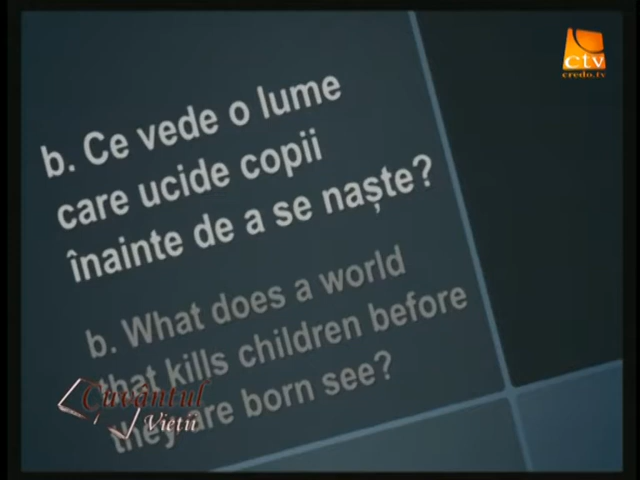 ctv
credo.tv
b. Ce vede o lume
care ucide copii
înainte de a se naște?
b. What does a world
that kills children before
they are born see?
Cuvântul
Vieții